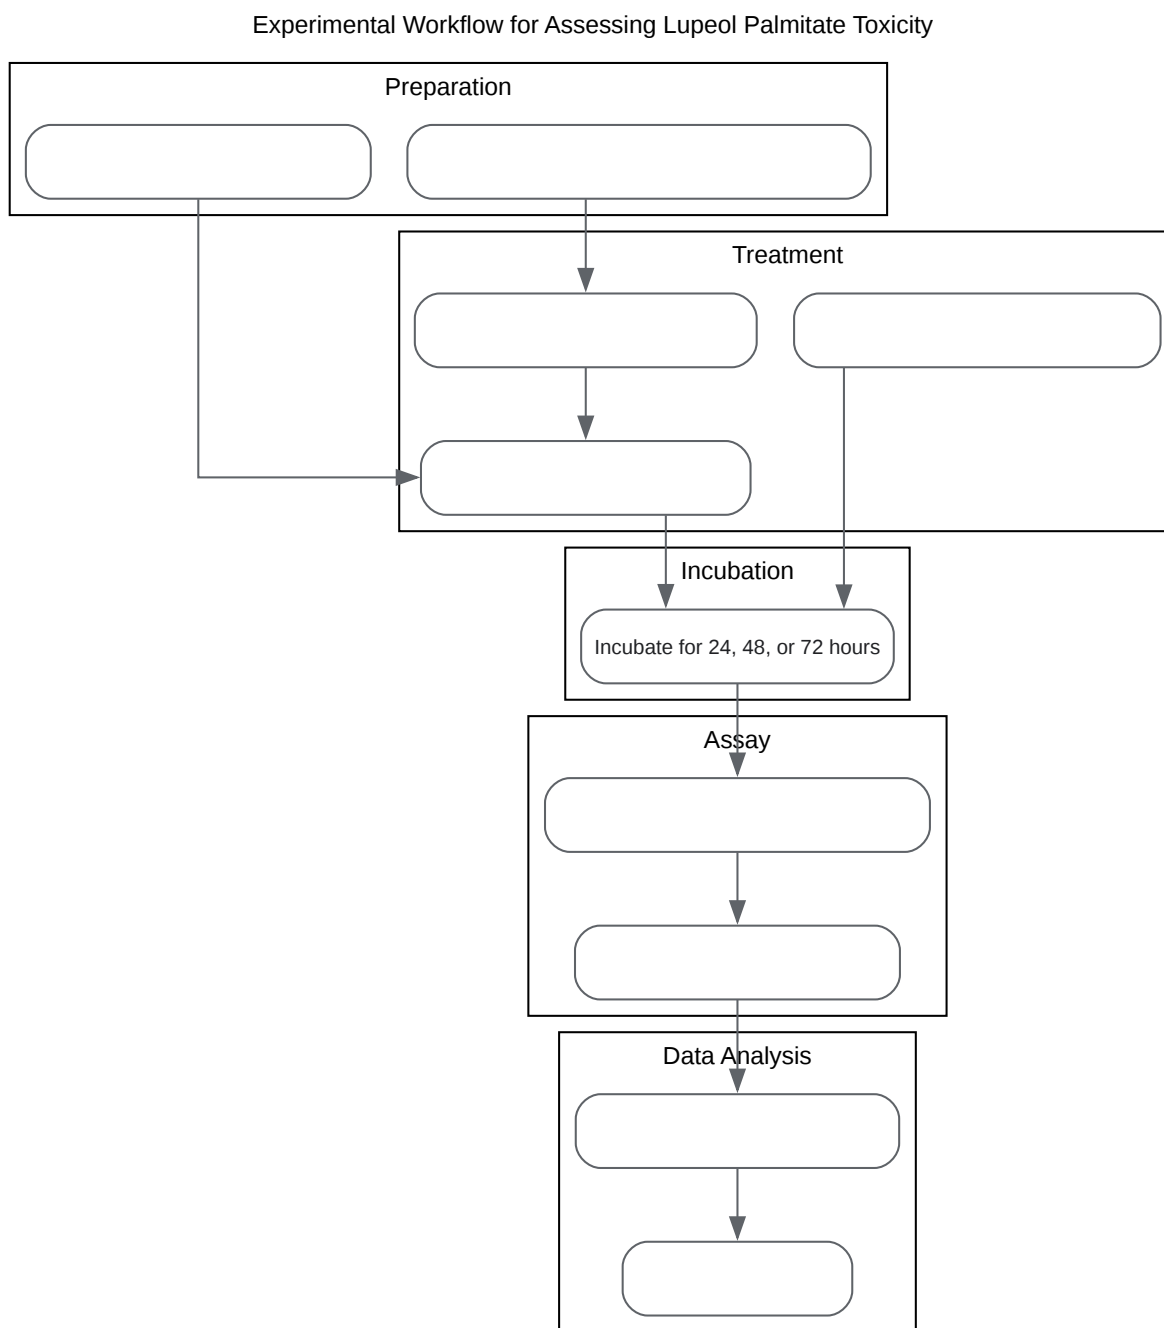 Experimental Workflow for Assessing Lupeol Palmitate Toxicity
Preparation
Treatment
Incubation
Incubate for 24, 48, or 72 hours
Assay
Data Analysis